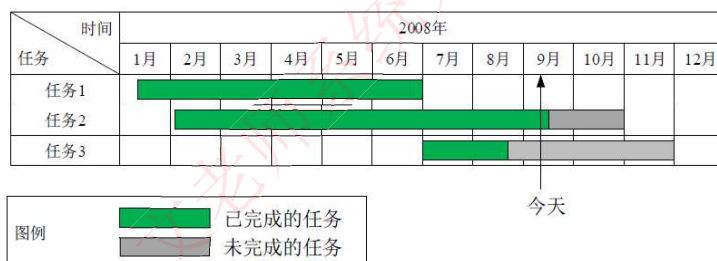 时间 2008年
任务 1月 2月 3月 4月 5月 6月 7月 8月 9月 10月 11月 12月
任务1
任务2
任务3
今天
图例
已完成的任务
未完成的任务